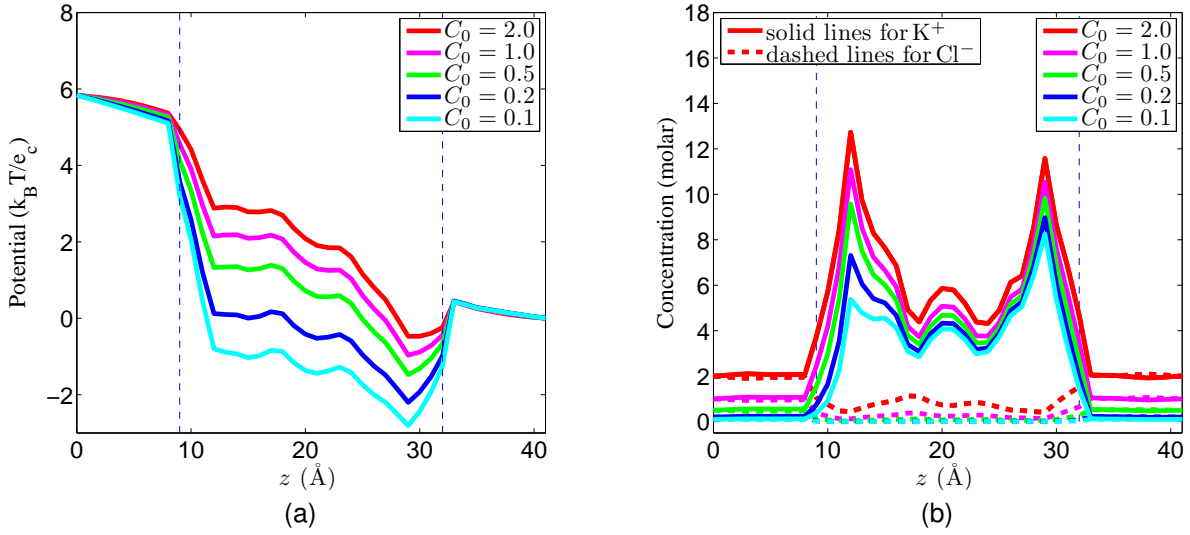 8
6
4
2
0
−2
0
10
20
30
40
Potential (k_B T/e_c)
z (Å)
C_0 = 2.0
C_0 = 1.0
C_0 = 0.5
C_0 = 0.2
C_0 = 0.1
(a)
18
16
14
12
10
8
6
4
2
0
0
10
20
30
40
Concentration (molar)
z (Å)
solid lines for K^+
dashed lines for Cl^−
C_0 = 2.0
C_0 = 1.0
C_0 = 0.5
C_0 = 0.2
C_0 = 0.1
(b)